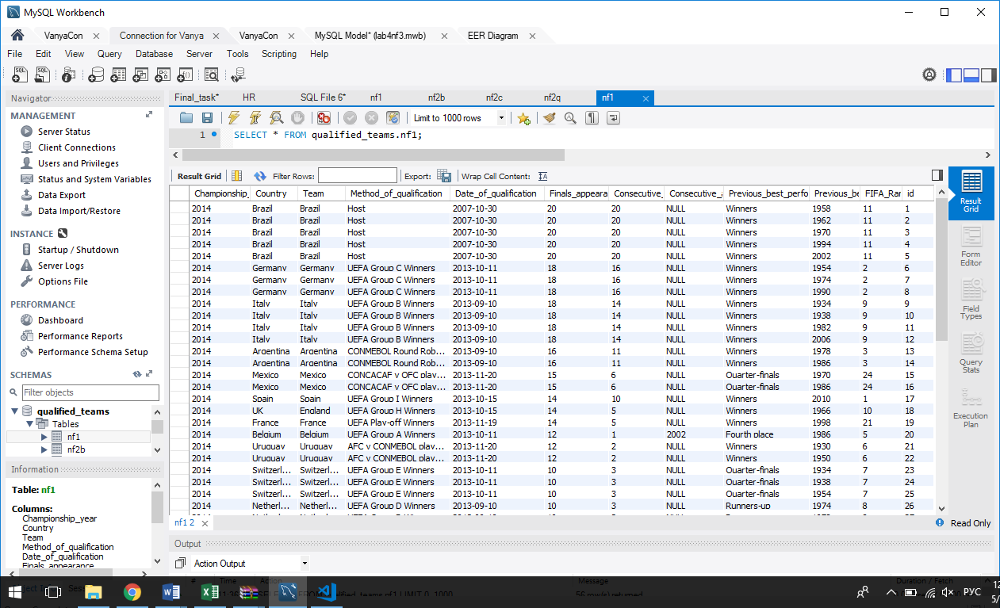 MySQL Workbench
VanyaCon Connection for Vanya VanyaCon MySQL Model* (lab4nf3.mwb) EER Diagram
File Edit View Query Database Server Tools Scripting Help
Navigator
MANAGEMENT
Server Status
Client Connections
Users and Privileges
Status and System Variables
Data Export
Data Import/Restore
INSTANCE
Startup / Shutdown
Server Logs
Options File
PERFORMANCE
Dashboard
Performance Reports
Performance Schema Setup
SCHEMAS
Filter objects
qualified_teams
Tables
nf1
nf2b
Information
Table: nf1
Columns:
Championship_year
Country
Team
Method_of_qualification
Date_of_qualification
Finals_appearance
Final_task* HR SQL File 6* nf1 nf2b nf2c nf2q nf1
Limit to 1000 rows
1 SELECT * FROM qualified_teams.nf1;
Result Grid Filter Rows: Export: Wrap Cell Content:
Championship_ Country Team Method_of_qualification Date_of_qualification Finals_appeara Consecutive_ Consecutive_ Previous_best_perfo Previous_be FIFA_Ran id
2014 Brazil Brazil Host 2007-10-30 20 20 NULL Winners 1958 11 1
2014 Brazil Brazil Host 2007-10-30 20 20 NULL Winners 1962 11 2
2014 Brazil Brazil Host 2007-10-30 20 20 NULL Winners 1970 11 3
2014 Brazil Brazil Host 2007-10-30 20 20 NULL Winners 1994 11 4
2014 Brazil Brazil Host 2007-10-30 20 20 NULL Winners 2002 11 5
2014 Germany Germany UEFA Group C Winners 2013-10-11 18 16 NULL Winners 1954 2 6
2014 Germany Germany UEFA Group C Winners 2013-10-11 18 16 NULL Winners 1974 2 7
2014 Germany Germany UEFA Group C Winners 2013-10-11 18 16 NULL Winners 1990 2 8
2014 Italy Italy UEFA Group B Winners 2013-09-10 18 14 NULL Winners 1934 9 9
2014 Italy Italy UEFA Group B Winners 2013-09-10 18 14 NULL Winners 1938 9 10
2014 Italy Italy UEFA Group B Winners 2013-09-10 18 14 NULL Winners 1982 9 11
2014 Italy Italy UEFA Group B Winners 2013-09-10 18 14 NULL Winners 2006 9 12
2014 Argentina Argentina CONMEBOL Round Rob... 2013-09-10 16 11 NULL Winners 1978 3 13
2014 Argentina Argentina CONMEBOL Round Rob... 2013-09-10 16 11 NULL Winners 1986 3 14
2014 Mexico Mexico CONCACAF v OFC play... 2013-11-20 15 6 NULL Quarter-finals 1970 24 15
2014 Mexico Mexico CONCACAF v OFC play... 2013-11-20 15 6 NULL Quarter-finals 1986 24 16
2014 Spain Spain UEFA Group I Winners 2013-10-15 14 10 NULL Winners 2010 1 17
2014 UK England UEFA Group H Winners 2013-10-15 14 5 NULL Winners 1966 10 18
2014 France France UEFA Play-off Winners 2013-11-19 14 5 NULL Winners 1998 21 19
2014 Belgium Belgium UEFA Group A Winners 2013-10-11 12 1 2002 Fourth place 1986 5 20
2014 Uruguay Uruguay AFC v CONMEBOL play... 2013-11-20 12 2 NULL Winners 1930 6 21
2014 Uruguay Uruguay AFC v CONMEBOL play... 2013-11-20 12 2 NULL Winners 1950 6 22
2014 Switzerl... Switzerl... UEFA Group E Winners 2013-10-11 10 3 NULL Quarter-finals 1934 7 23
2014 Switzerl... Switzerl... UEFA Group E Winners 2013-10-11 10 3 NULL Quarter-finals 1938 7 24
2014 Switzerl... Switzerl... UEFA Group E Winners 2013-10-11 10 3 NULL Quarter-finals 1954 7 25
2014 Netherl... Netherl... UEFA Group D Winners 2013-09-10 10 3 NULL Runners-up 1974 8 26
Result
Grid
Form
Editor
Field
Types
Query
Stats
Execution
Plan
nf1 2 Read Only
Output
Action Output
# Time Action Message Duration / Fetch
56 row(s) returned
РУС